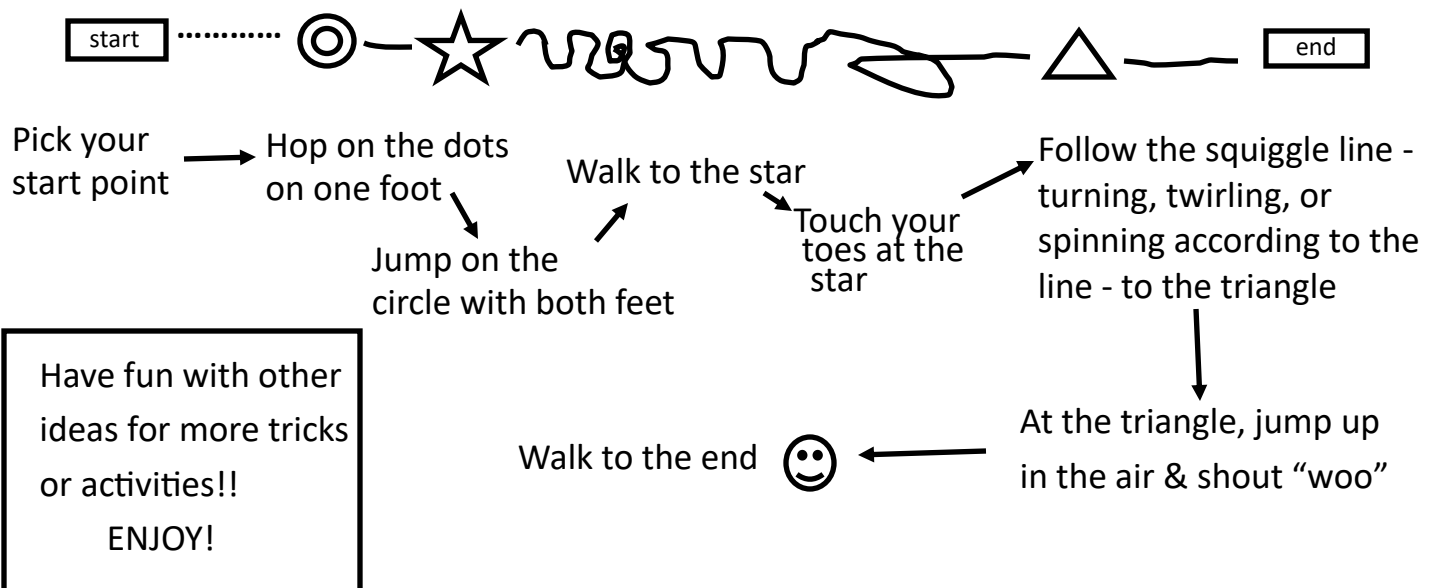 start
end
Pick your
start point
Hop on the dots
on one foot
Jump on the
circle with both feet
Walk to the star
Touch your
toes at the
star
Follow the squiggle line -
turning, twirling, or
spinning according to the
line - to the triangle
At the triangle, jump up
in the air & shout “woo”
Walk to the end
Have fun with other
ideas for more tricks
or activities!!
ENJOY!